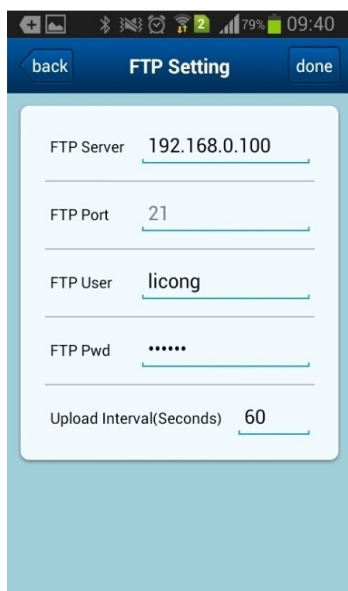 2 79% 09:40
back FTP Setting done
FTP Server 192.168.0.100
FTP Port 21
FTP User licong
FTP Pwd ••••••
Upload Interval(Seconds) 60